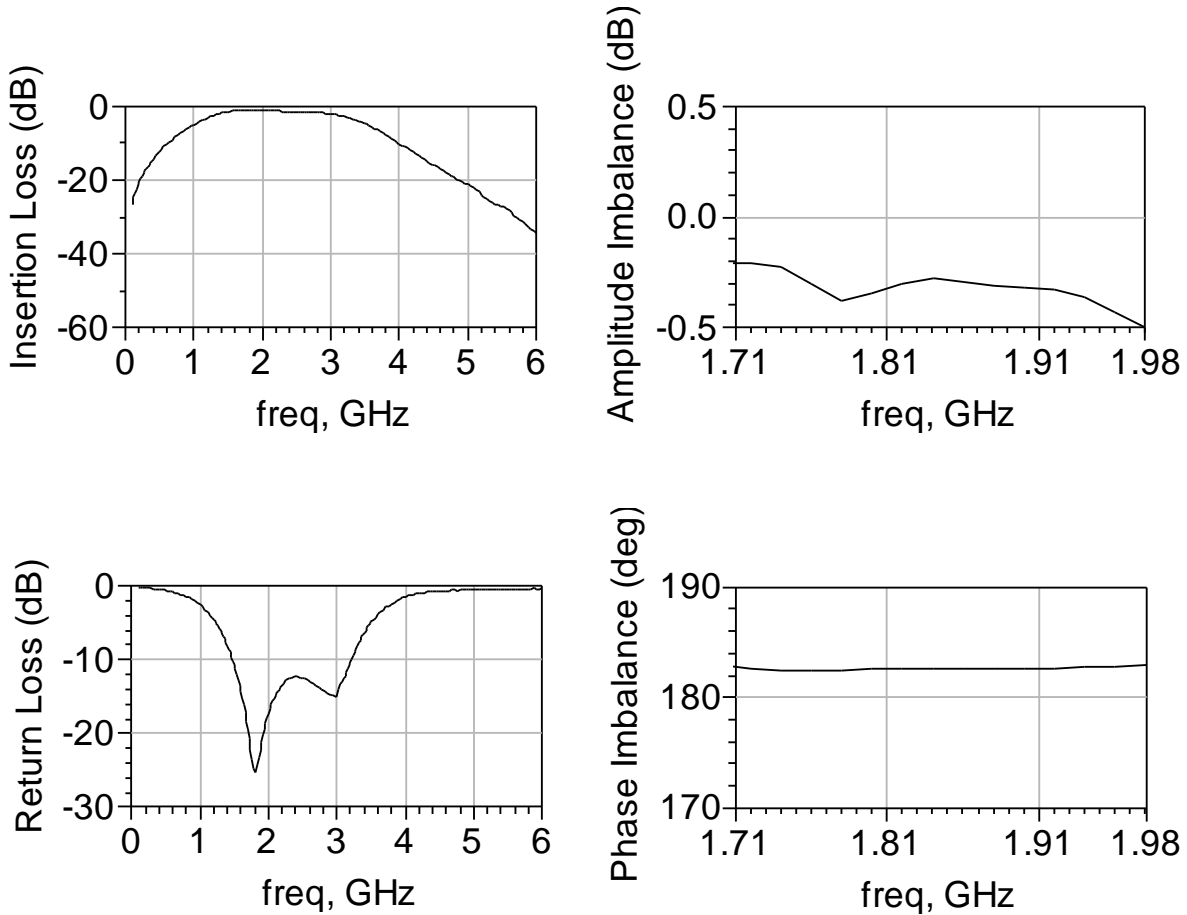 Insertion Loss (dB)
0
-20
-40
-60
0 1 2 3 4 5 6
freq, GHz
Amplitude Imbalance (dB)
0.5
0.0
-0.5
1.71 1.81 1.91 1.98
freq, GHz
Return Loss (dB)
0
-10
-20
-30
0 1 2 3 4 5 6
freq, GHz
Phase Imbalance (deg)
190
180
170
1.71 1.81 1.91 1.98
freq, GHz